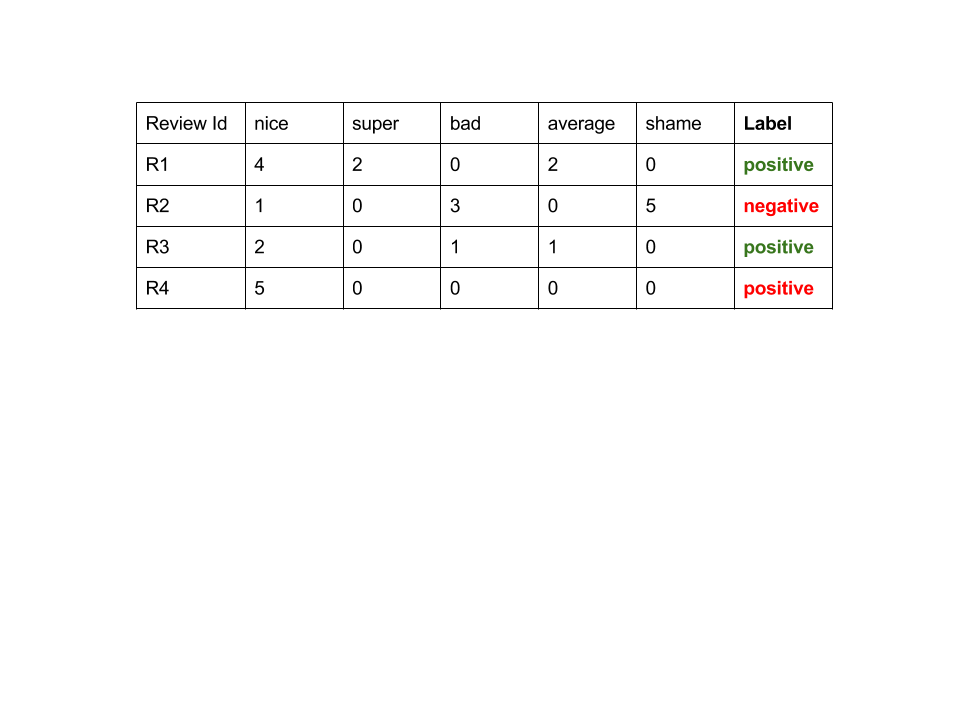 Review Id nice super bad average shame Label
R1 4 2 0 2 0 positive
R2 1 0 3 0 5 negative
R3 2 0 1 1 0 positive
R4 5 0 0 0 0 positive